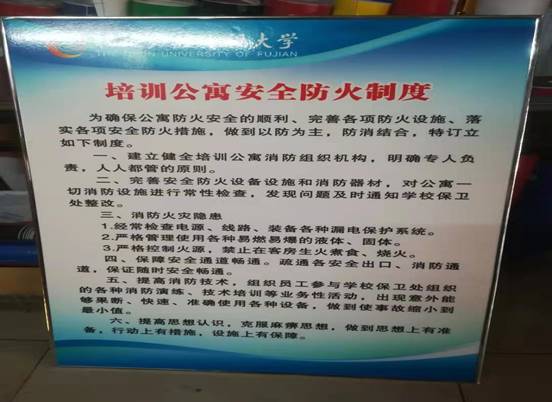 大学
UNIVERSITY OF FUJIAN
培训公寓安全防火制度
为确保公寓防火安全的顺利、完善各项防火设施、落
实各项安全防火措施，做到以防为主，防消结合，特订立
如下制度。
一、建立健全培训公寓消防组织机构，明确专人负
责，人人都管的原则。
二、完善安全防火设备设施和消防器材，对公寓一
切消防设施进行常性检查，发现问题及时通知学校保卫
处整改。
三、消防火灾隐患
1.经常检查电源、线路、装备各种漏电保护系统。
2.严格管理使用各种易燃易爆的液体、固体。
3.严格控制火源，禁止在客房生火煮食、烧火。
四、保障安全通道畅通。疏通各安全出口、消防通
道，保证随时安全畅通。
五、提高消防技术，组织员工参与学校保卫处组织
的各种消防演练、技术培训等业务性活动，出现意外能
够果断、快速、准确使用各种设备，做到使事故缩小到
最小值。
六、提高思想认识，克服麻痹思想，做到思想上有准
备，行动上有措施，设施上有保障。